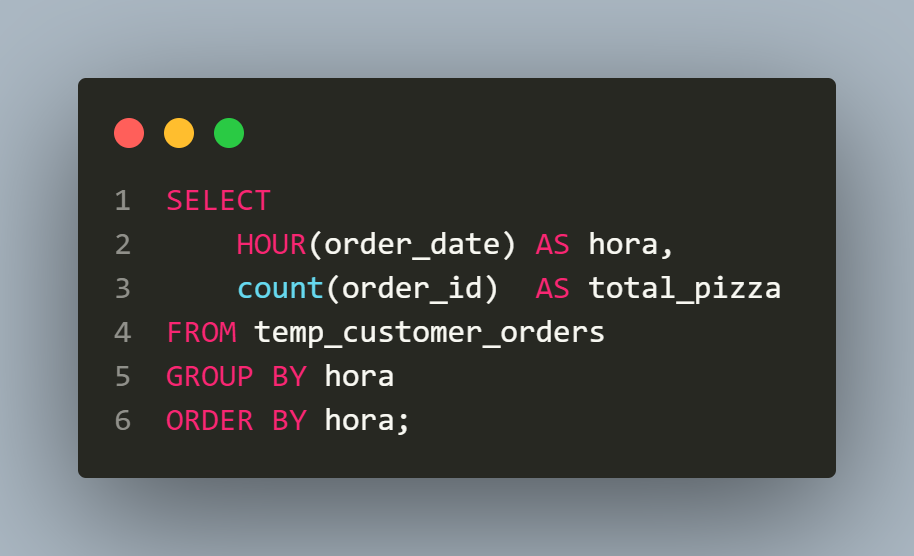 1 SELECT
2     HOUR(order_date) AS hora,
3     count(order_id)  AS total_pizza
4 FROM temp_customer_orders
5 GROUP BY hora
6 ORDER BY hora;